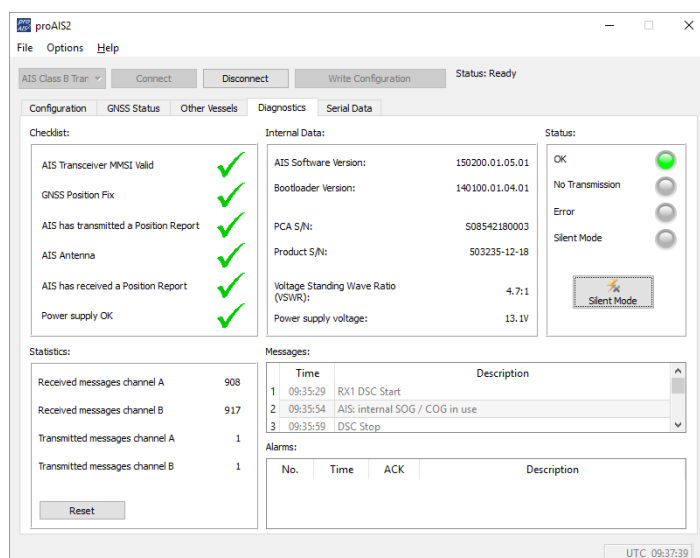 proAIS2
File Options Help
AIS Class B Tran Connect Disconnect Write Configuration Status: Ready
Configuration GNSS Status Other Vessels Diagnostics Serial Data
Checklist:
AIS Transceiver MMSI Valid
GNSS Position Fix
AIS has transmitted a Position Report
AIS Antenna
AIS has received a Position Report
Power supply OK
Internal Data:
AIS Software Version: 150200.01.05.01
Bootloader Version: 140100.01.04.01
PCA S/N: S08542180003
Product S/N: 503235-12-18
Voltage Standing Wave Ratio
(VSWR): 4.7:1
Power supply voltage: 13.1V
Status:
OK
No Transmission
Error
Silent Mode
Silent Mode
Statistics:
Received messages channel A 908
Received messages channel B 917
Transmitted messages channel A 1
Transmitted messages channel B 1
Reset
Messages:
Time Description
1 09:35:29 RX1 DSC Start
2 09:35:54 AIS: internal SOG / COG in use
3 09:35:59 DSC Stop
Alarms:
No. Time ACK Description
UTC 09:37:39